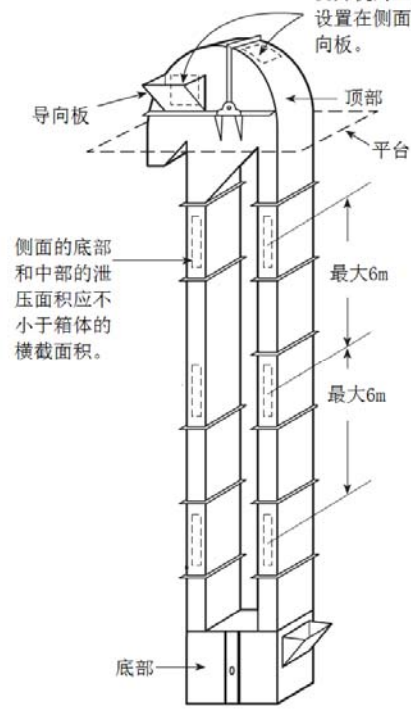 设置在侧面
向板。
导向板
顶部
平台
侧面的底部
和中部的泄
压面积应不
小于箱体的
横截面积。
最大6m
最大6m
底部